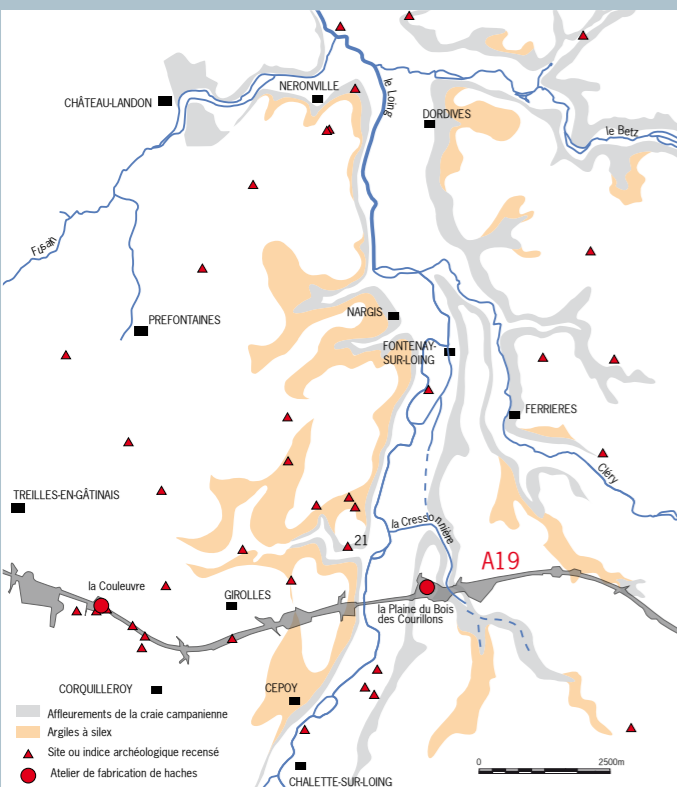 le Loing
NERONVILLE
CHÂTEAU-LANDON
DORDIVES
le Betz
Fusain
NARGIS
PREFONTAINES
FONTENAY-
SUR-LOING
FERRIERES
Cléry
TREILLES-EN-GÂTINAIS
la Cressonnière
21
A19
la Couleuvre
GIROLLES
la Plaine du Bois
des Courillons
CORQUILLEROY
CEPOY
Affleurements de la craie campanienne
Argiles à silex
Site ou indice archéologique recensé
Atelier de fabrication de haches
0 2500m
CHALETTE-SUR-LOING